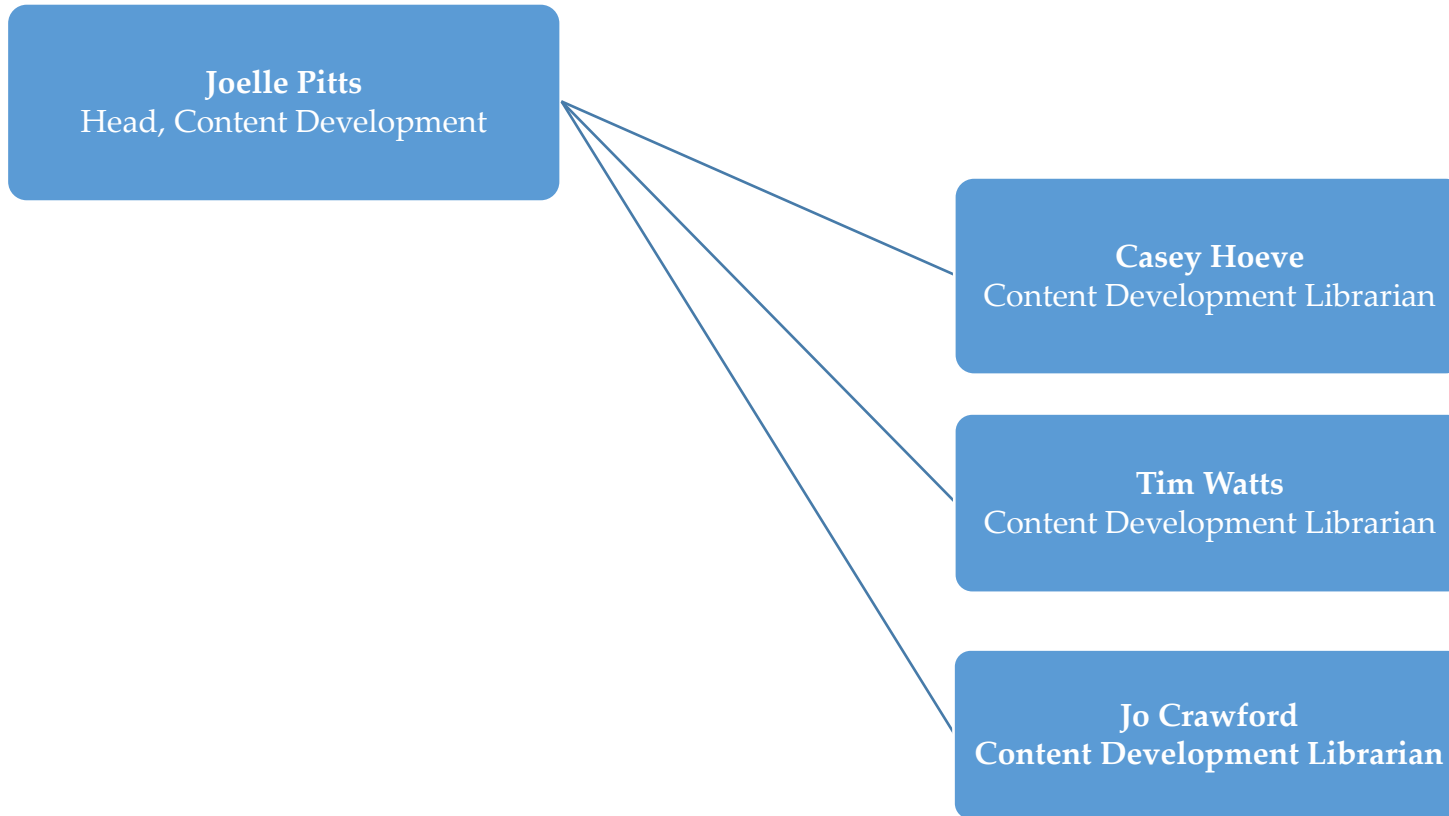 Joelle Pitts
Head, Content Development
Casey Hoeve
Content Development Librarian
Tim Watts
Content Development Librarian
Jo Crawford
Content Development Librarian